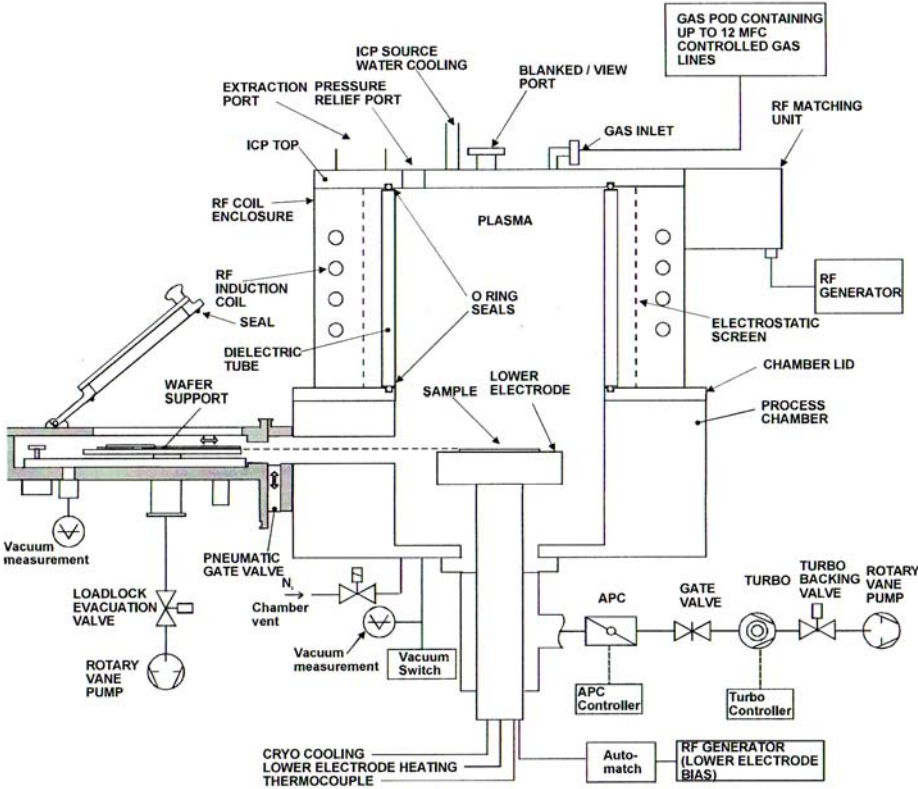 GAS POD CONTAINING
UP TO 12 MFC
CONTROLLED GAS
LINES
ICP SOURCE
WATER COOLING
BLANKED / VIEW
PORT
EXTRACTION
PORT
PRESSURE
RELIEF PORT
RF MATCHING
UNIT
GAS INLET
ICP TOP
RF COIL
ENCLOSURE
PLASMA
RF
INDUCTION
COIL
RF
GENERATOR
O RING
SEALS
SEAL
ELECTROSTATIC
SCREEN
DIELECTRIC
TUBE
CHAMBER LID
WAFER
SUPPORT
SAMPLE
LOWER
ELECTRODE
PROCESS
CHAMBER
Vacuum
measurement
PNEUMATIC
GATE VALVE
N
Chamber
vent
LOADLOCK
EVACUATION
VALVE
ROTARY
VANE
PUMP
Vacuum
measurement
Vacuum
Switch
APC
GATE
VALVE
TURBO
TURBO
BACKING
VALVE
ROTARY
VANE
PUMP
APC
Controller
Turbo
Controller
CRYO COOLING
LOWER ELECTRODE HEATING
THERMOCOUPLE
Auto-
match
RF GENERATOR
(LOWER ELECTRODE
BIAS)